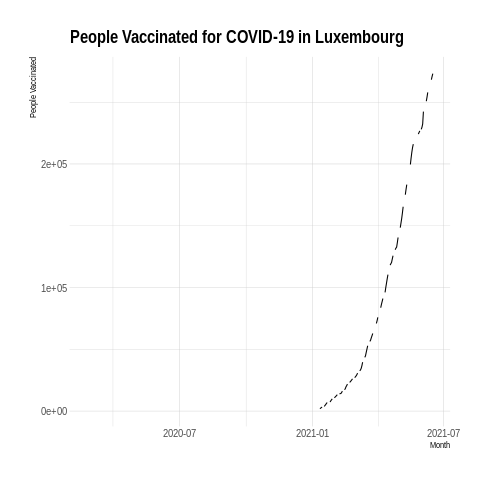 People Vaccinated for COVID-19 in Luxembourg
People Vaccinated
2e+05
1e+05
0e+00
2020-07
2021-01
2021-07
Month